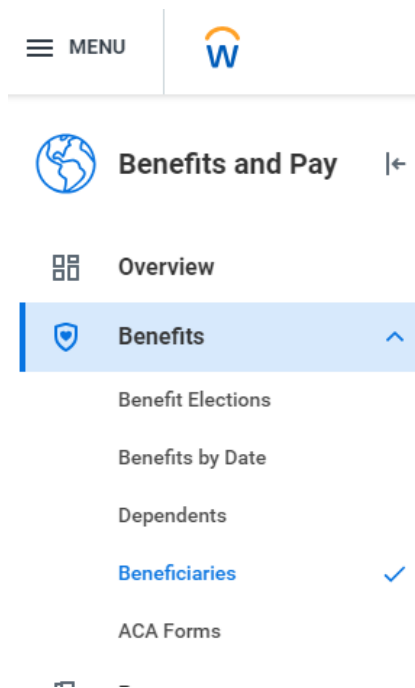 MENU
Benefits and Pay
Overview
Benefits
Benefit Elections
Benefits by Date
Dependents
Beneficiaries
ACA Forms